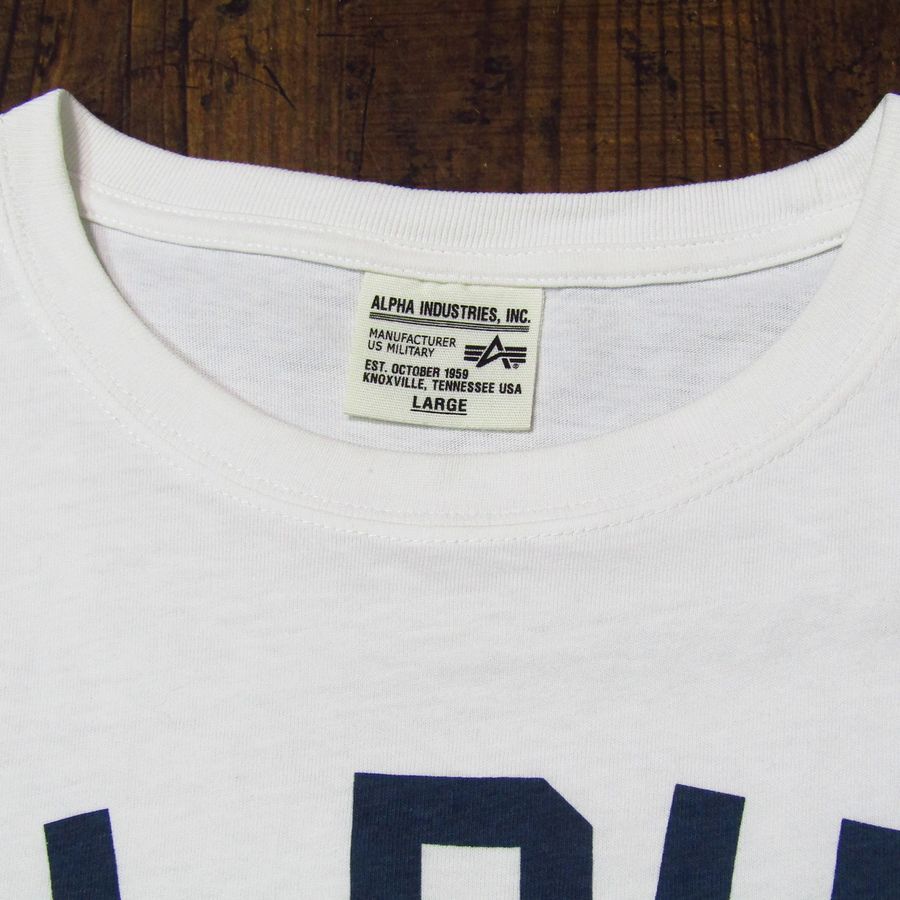 ALPHA INDUSTRIES, INC.
MANUFACTURER
US MILITARY
EST. OCTOBER 1959
KNOXVILLE, TENNESSEE USA
LARGE